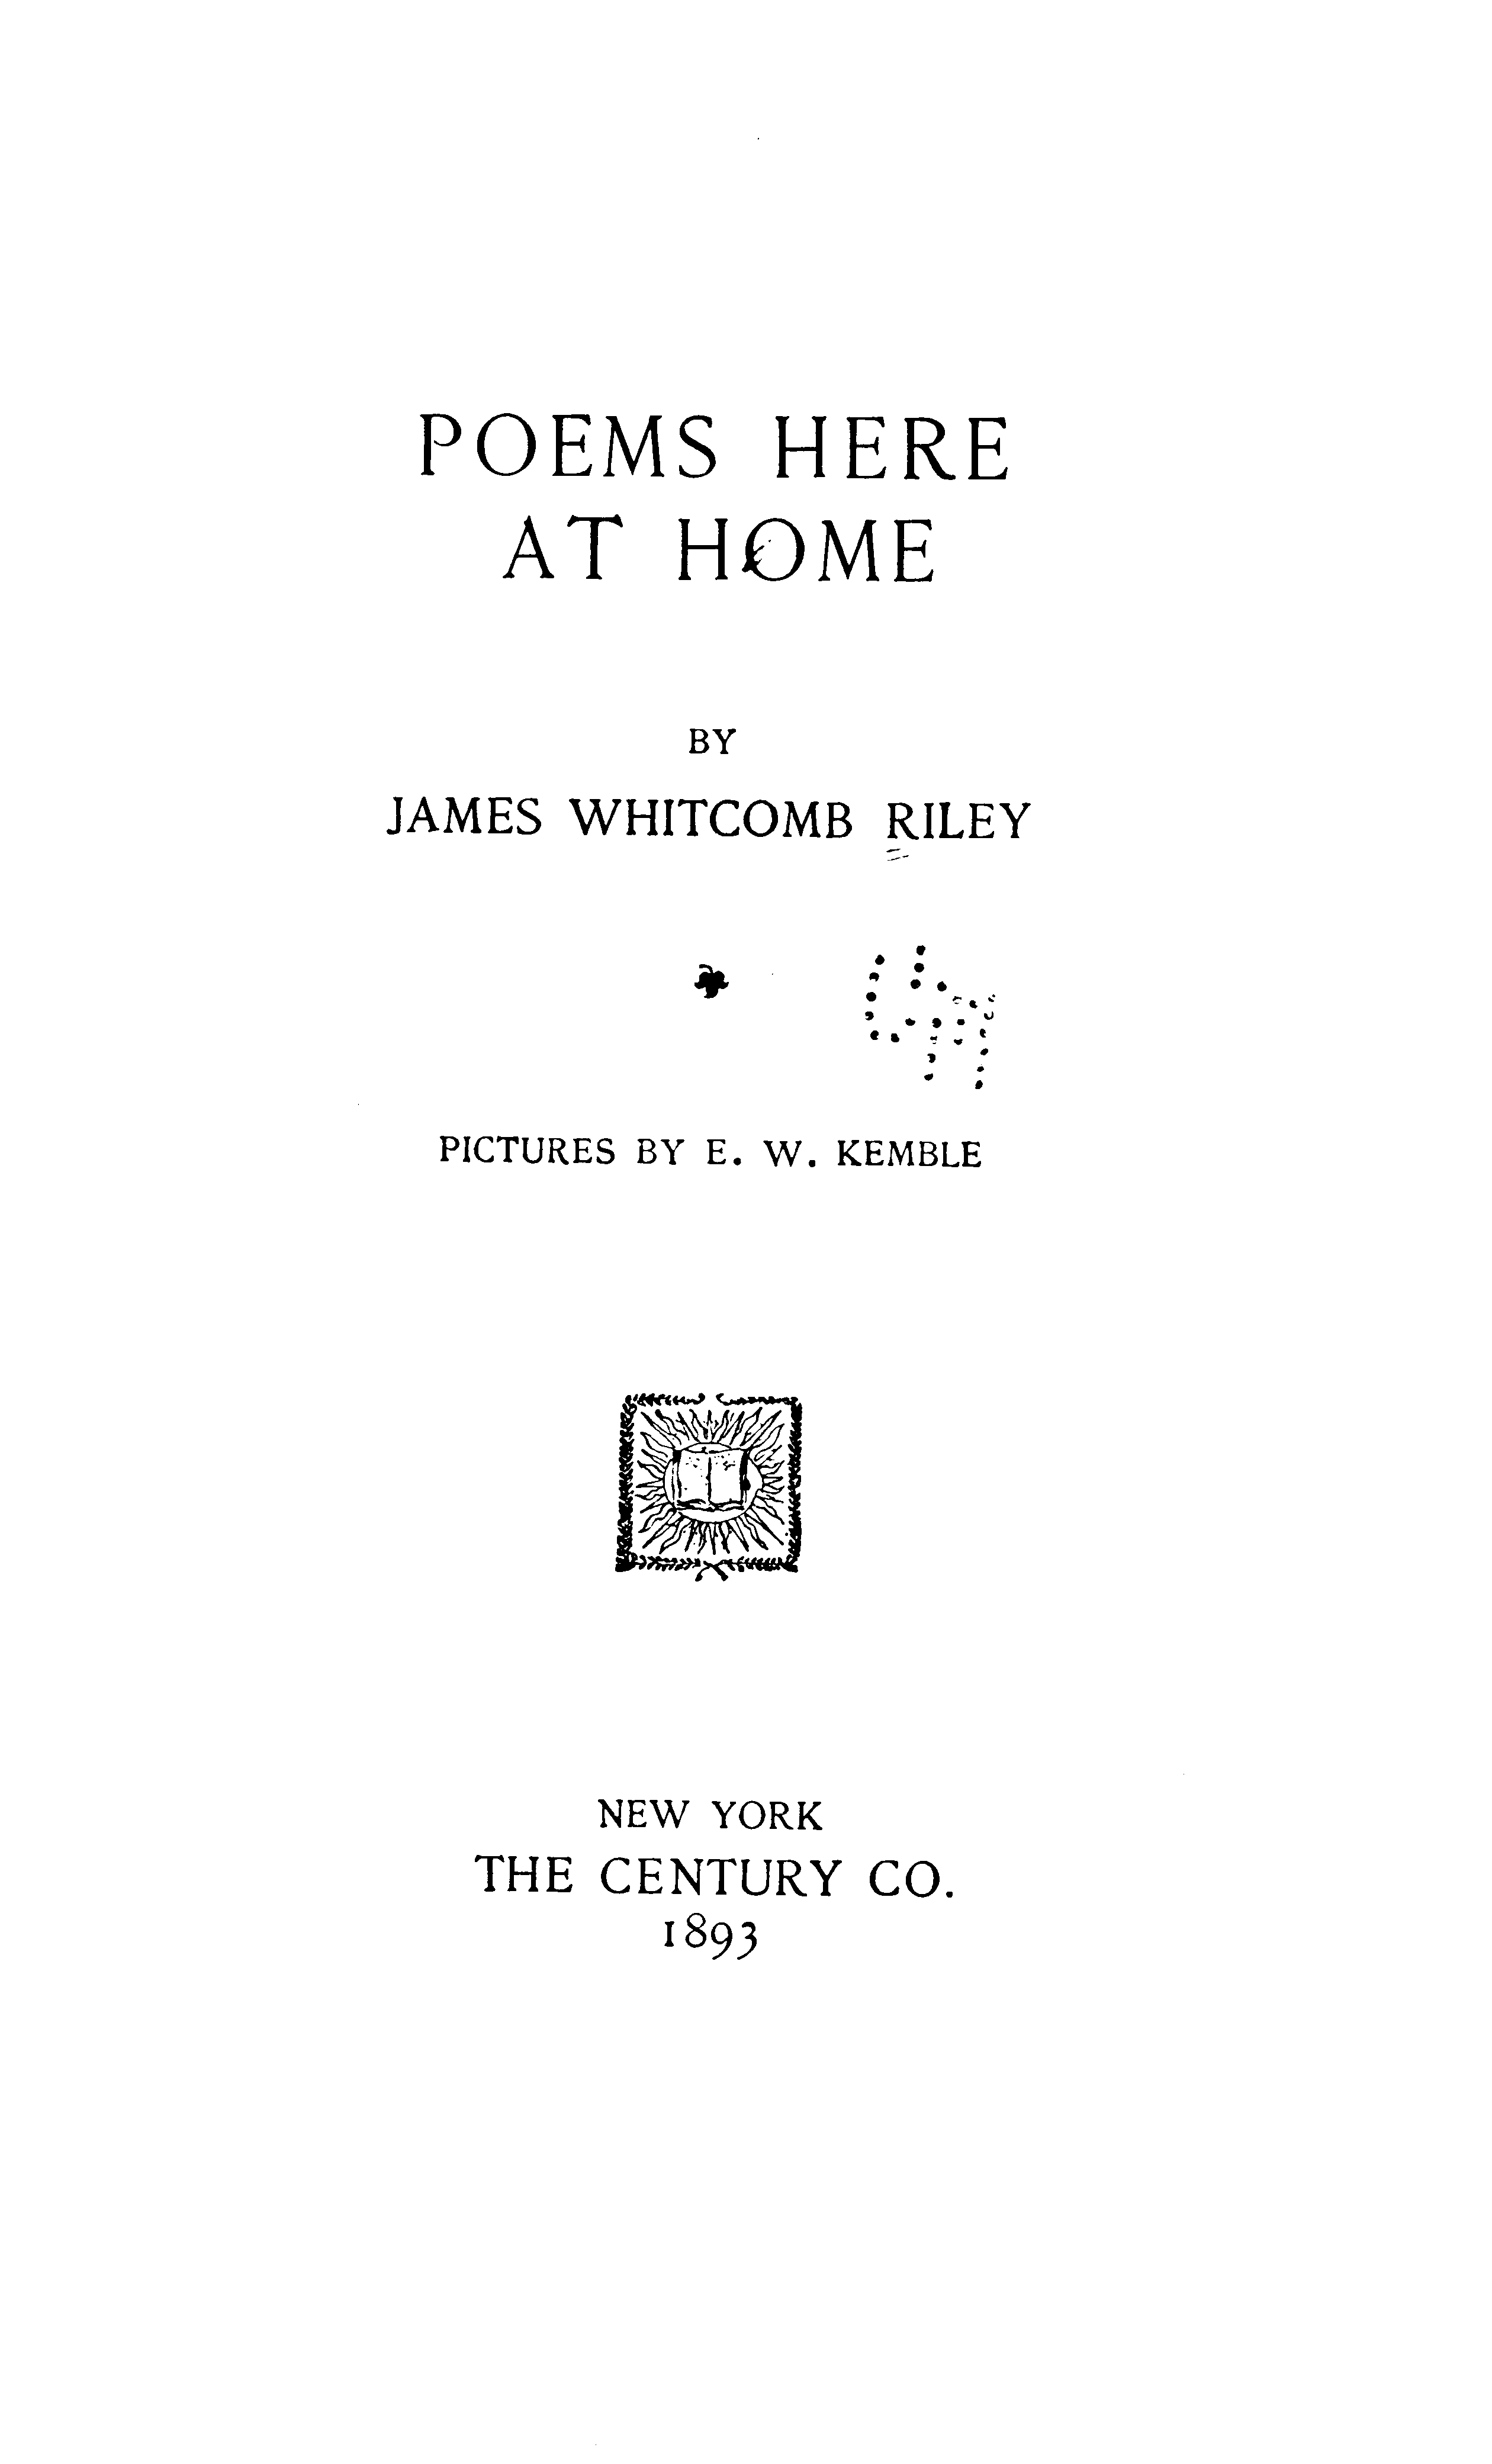 POEMS HERE
AT HOME
BY
JAMES WHITCOMB RILEY
PICTURES BY E. W. KEMBLE
NEW YORK
THE CENTURY CO.
1893